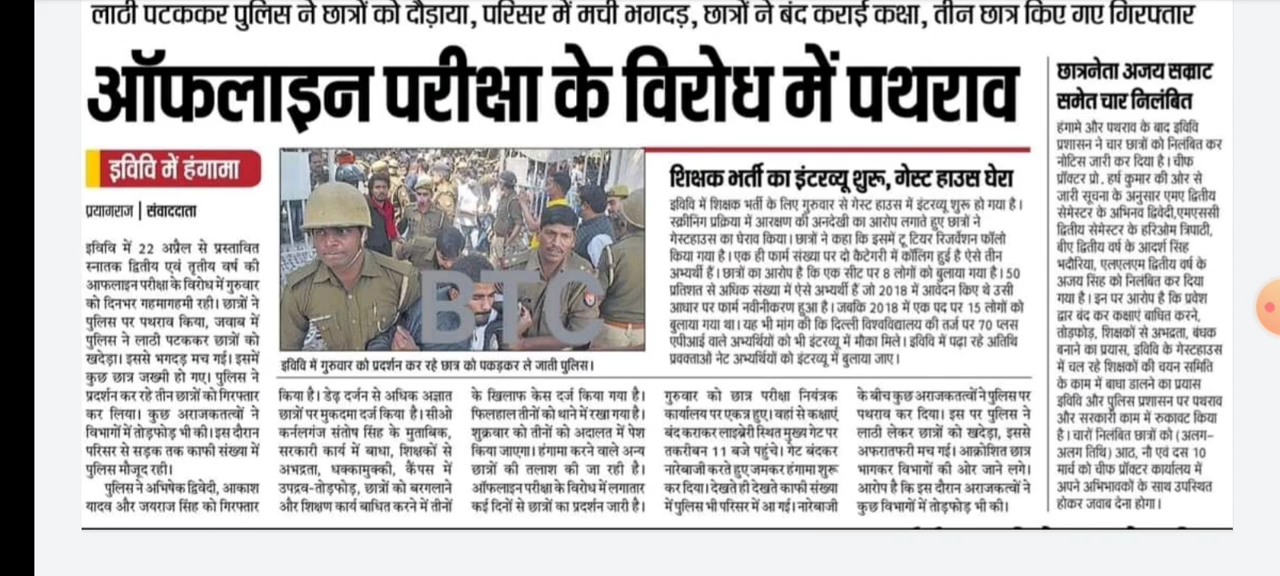 लाठी पटककर पुलिस ने छात्रों को दौड़ाया, परिसर में मची भगदड़, छात्रों ने बंद कराई कक्षा, तीन छात्र किए गए गिरफ्तार
ऑफलाइन परीक्षा के विरोध में पथराव
इविवि में हंगामा
प्रयागराज | संवाददाता
इविवि में 22 अप्रैल से प्रस्तावित
स्नातक द्वितीय एवं तृतीय वर्ष की
आफलाइन परीक्षा के विरोध में गुरुवार
को दिनभर गहमागहमी रही। छात्रों ने
पुलिस पर पथराव किया, जवाब में
पुलिस ने लाठी पटककर छात्रों को
खदेड़ा। इससे भगदड़ मच गई। इसमें
कुछ छात्र जख्मी हो गए। पुलिस ने
प्रदर्शन कर रहे तीन छात्रों को गिरफ्तार
कर लिया। कुछ अराजकतत्वों ने
विभागों में तोड़फोड़ भी की। इस दौरान
परिसर से सड़क तक काफी संख्या में
पुलिस मौजूद रही।
पुलिस ने अभिषेक द्विवेदी, आकाश
यादव और जयराज सिंह को गिरफ्तार
BTC
इविवि में गुरुवार को प्रदर्शन कर रहे छात्र को पकड़कर ले जाती पुलिस।
किया है। डेढ़ दर्जन से अधिक अज्ञात
छात्रों पर मुकदमा दर्ज किया है। सीओ
कर्नलगंज संतोष सिंह के मुताबिक,
सरकारी कार्य में बाधा, शिक्षकों से
अभद्रता, धक्कामुक्की, कैंपस में
उपद्रव-तोड़फोड़, छात्रों को बरगलाने
और शिक्षण कार्य बाधित करने में तीनों
के खिलाफ केस दर्ज किया गया है।
फिलहाल तीनों को थाने में रखा गया है।
शुक्रवार को तीनों को अदालत में पेश
किया जाएगा। हंगामा करने वाले अन्य
छात्रों की तलाश की जा रही है।
ऑफलाइन परीक्षा के विरोध में लगातार
कई दिनों से छात्रों का प्रदर्शन जारी है।
शिक्षक भर्ती का इंटरव्यू शुरू, गेस्ट हाउस घेरा
इविवि में शिक्षक भर्ती के लिए गुरुवार से गेस्ट हाउस में इंटरव्यू शुरू हो गया है।
स्क्रीनिंग प्रक्रिया में आरक्षण की अनदेखी का आरोप लगाते हुए छात्रों ने
गेस्टहाउस का घेराव किया। छात्रों ने कहा कि इसमें टू टियर रिजर्वेशन फॉलो
किया गया है। एक ही फार्म संख्या पर दो कैटेगरी में कॉलिंग हुई है ऐसे तीन
अभ्यर्थी हैं। छात्रों का आरोप है कि एक सीट पर 8 लोगों को बुलाया गया है। 50
प्रतिशत से अधिक संख्या में ऐसे अभ्यर्थी हैं जो 2018 में आवेदन किए थे उसी
आधार पर फार्म नवीनीकरण हुआ है। जबकि 2018 में एक पद पर 15 लोगों को
बुलाया गया था। यह भी मांग की कि दिल्ली विश्वविद्यालय की तर्ज पर 70 प्लस
एपीआई वाले अभ्यर्थियों को भी इंटरव्यू में मौका मिले। इविवि में पढ़ा रहे अतिथि
प्रवक्ताओं नेट अभ्यर्थियों को इंटरव्यू में बुलाया जाए।
गुरुवार को छात्र परीक्षा नियंत्रक
कार्यालय पर एकत्र हुए। वहां से कक्षाएं
बंद कराकर लाइब्रेरी स्थित मुख्य गेट पर
तकरीबन 11 बजे पहुंचे। गेट बंदकर
नारेबाजी करते हुए जमकर हंगामा शुरू
कर दिया। देखते ही देखते काफी संख्या
में पुलिस भी परिसर में आ गई। नारेबाजी
के बीच कुछ अराजकतत्वों ने पुलिस पर
पथराव कर दिया। इस पर पुलिस ने
लाठी लेकर छात्रों को खदेड़ा, इससे
अफरातफरी मच गई। आक्रोशित छात्र
भागकर विभागों की ओर जाने लगे।
आरोप है कि इस दौरान अराजकत्वों ने
कुछ विभागों में तोड़फोड़ भी की।
छात्रनेता अजय सम्राट
समेत चार निलंबित
हंगामे और पथराव के बाद इविवि
प्रशासन ने चार छात्रों को निलंबित कर
नोटिस जारी कर दिया है। चीफ
प्रॉक्टर प्रो. हर्ष कुमार की ओर से
जारी सूचना के अनुसार एमए द्वितीय
सेमेस्टर के अभिनव द्विवेदी,एमएससी
द्वितीय सेमेस्टर के हरिओम त्रिपाठी,
बीए द्वितीय वर्ष के आदर्श सिंह
भदौरिया, एलएलएम द्वितीय वर्ष के
अजय सिंह को निलंबित कर दिया
गया है। इन पर आरोप है कि प्रवेश
द्वार बंद कर कक्षाएं बाधित करने,
तोड़फोड़, शिक्षकों से अभद्रता, बंधक
बनाने का प्रयास, इविवि के गेस्टहाउस
में चल रहे शिक्षकों की चयन समिति
के काम में बाधा डालने का प्रयास
इविवि और पुलिस प्रशासन पर पथराव
और सरकारी काम में रुकावट किया
है। चारों निलंबित छात्रों को (अलग-
अलग तिथि) आठ, नौ एवं दस 10
मार्च को चीफ प्रॉक्टर कार्यालय में
अपने अभिभावकों के साथ उपस्थित
होकर जवाब देना होगा।